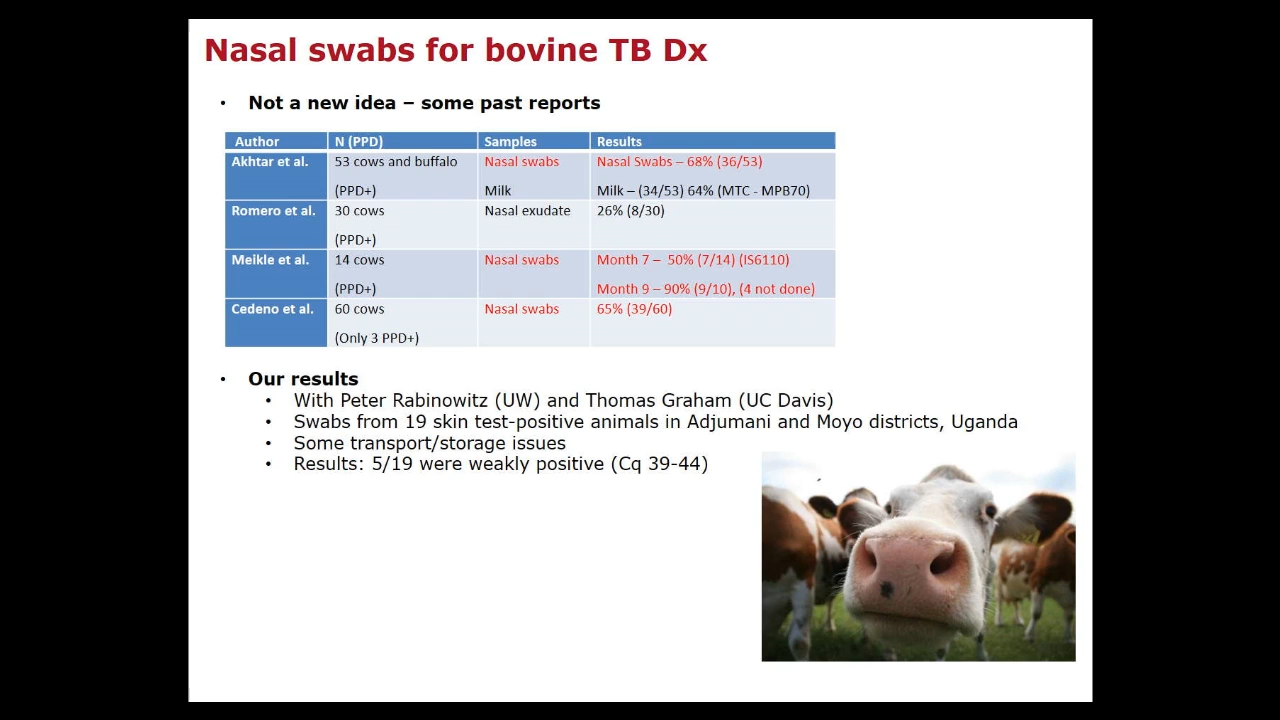 Nasal swabs for bovine TB Dx
• Not a new idea – some past reports
Author N (PPD) Samples Results
Akhtar et al. 53 cows and buffalo Nasal swabs Nasal Swabs – 68% (36/53)
(PPD+) Milk Milk – (34/53) 64% (MTC - MPB70)
Romero et al. 30 cows Nasal exudate 26% (8/30)
(PPD+)
Meikle et al. 14 cows Nasal swabs Month 7 – 50% (7/14) (IS6110)
(PPD+) Month 9 – 90% (9/10), (4 not done)
Cedeno et al. 60 cows Nasal swabs 65% (39/60)
(Only 3 PPD+)
• Our results
• With Peter Rabinowitz (UW) and Thomas Graham (UC Davis)
• Swabs from 19 skin test-positive animals in Adjumani and Moyo districts, Uganda
• Some transport/storage issues
• Results: 5/19 were weakly positive (Cq 39-44)